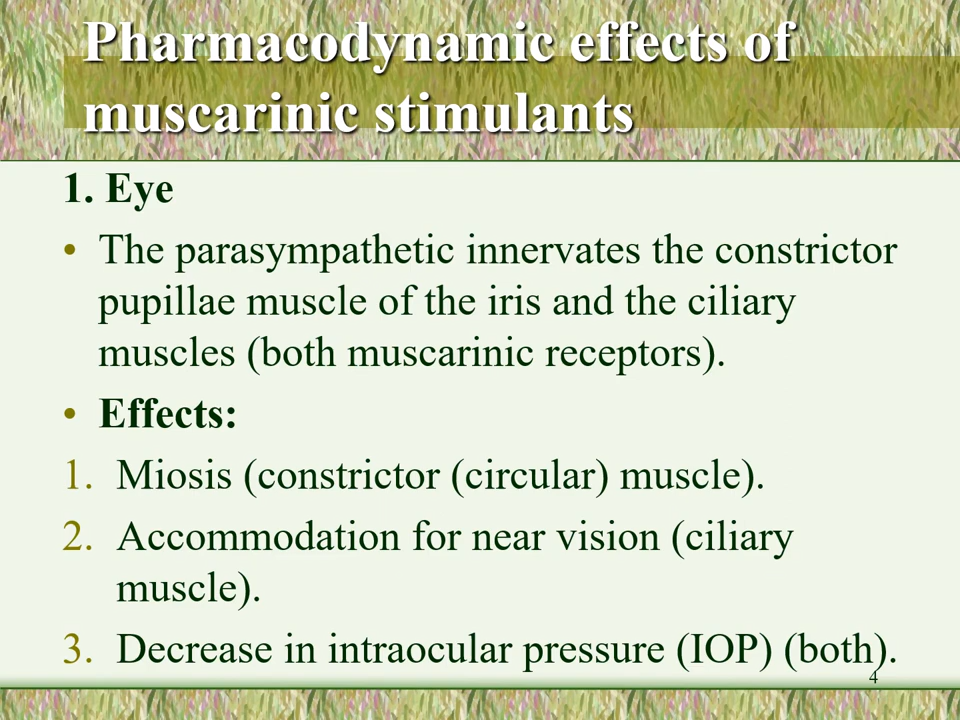 Pharmacodynamic effects of
muscarinic stimulants
1. Eye
• The parasympathetic innervates the constrictor
pupillae muscle of the iris and the ciliary
muscles (both muscarinic receptors).
• Effects:
1. Miosis (constrictor (circular) muscle).
2. Accommodation for near vision (ciliary
muscle).
3. Decrease in intraocular pressure (IOP) (both).
4